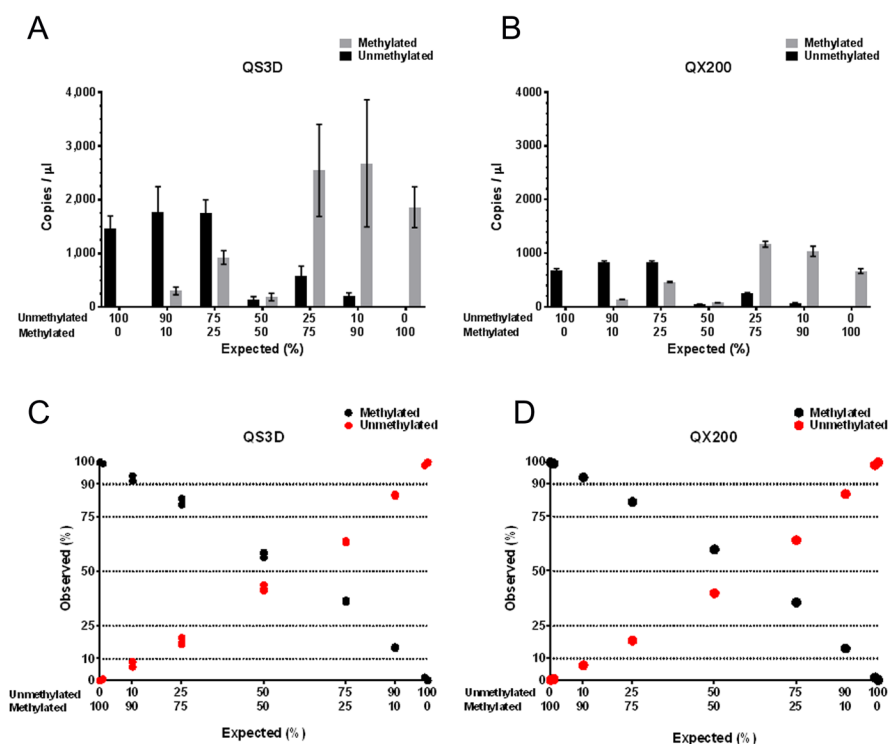 A
QS3D
Methylated
Unmethylated
Copies / µl
4,000
3,000
2,000
1,000
0
Unmethylated 100 90 75 50 25 10 0
Methylated 0 10 25 50 75 90 100
Expected (%)
B
QX200
Methylated
Unmethylated
Copies / µl
4000
3000
2000
1000
0
Unmethylated 100 90 75 50 25 10 0
Methylated 0 10 25 50 75 90 100
Expected (%)
C
QS3D
Methylated
Unmethylated
Observed (%)
100
90
75
50
25
10
0
Unmethylated 0 10 25 50 75 90 100
Methylated 100 90 75 50 25 10 0
Expected (%)
D
QX200
Methylated
Unmethylated
Observed (%)
100
90
75
50
25
10
0
Unmethylated 0 10 25 50 75 90 100
Methylated 100 90 75 50 25 10 0
Expected (%)